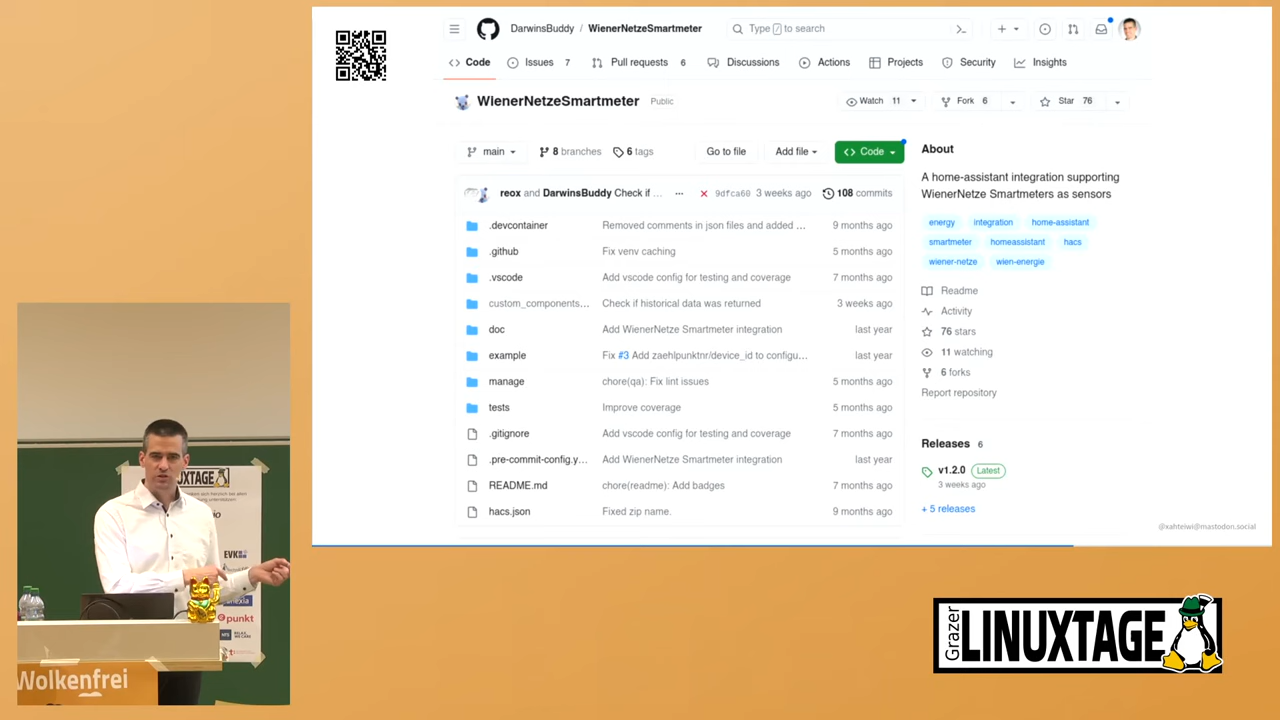 DarwinsBuddy / WienerNetzeSmartmeter
Type / to search
Code
Issues 7
Pull requests 6
Discussions
Actions
Projects
Security
Insights
WienerNetzeSmartmeter Public
Watch 11
Fork 6
Star 76
main
8 branches
6 tags
Go to file
Add file
Code
reox and DarwinsBuddy Check if … 9dfca60 3 weeks ago 108 commits
.devcontainer Removed comments in json files and added … 9 months ago
.github Fix venv caching 5 months ago
.vscode Add vscode config for testing and coverage 7 months ago
custom_components… Check if historical data was returned 3 weeks ago
doc Add WienerNetze Smartmeter integration last year
example Fix #3 Add zaehlpunktnr/device_id to configu… last year
manage chore(qa): Fix lint issues 5 months ago
tests Improve coverage 5 months ago
.gitignore Add vscode config for testing and coverage 7 months ago
.pre-commit-config.y… Add WienerNetze Smartmeter integration last year
README.md chore(readme): Add badges 7 months ago
hacs.json Fixed zip name. 9 months ago
About
A home-assistant integration supporting
WienerNetze Smartmeters as sensors
energy integration home-assistant
smartmeter homeassistant hacs
wiener-netze wien-energie
Readme
Activity
76 stars
11 watching
6 forks
Report repository
Releases 6
v1.2.0 Latest
3 weeks ago
+ 5 releases
@xahteiwi@mastodon.social
UXTAGE
EVK
punkt
Wolkenfrei
Grazer
LINUXTAGE